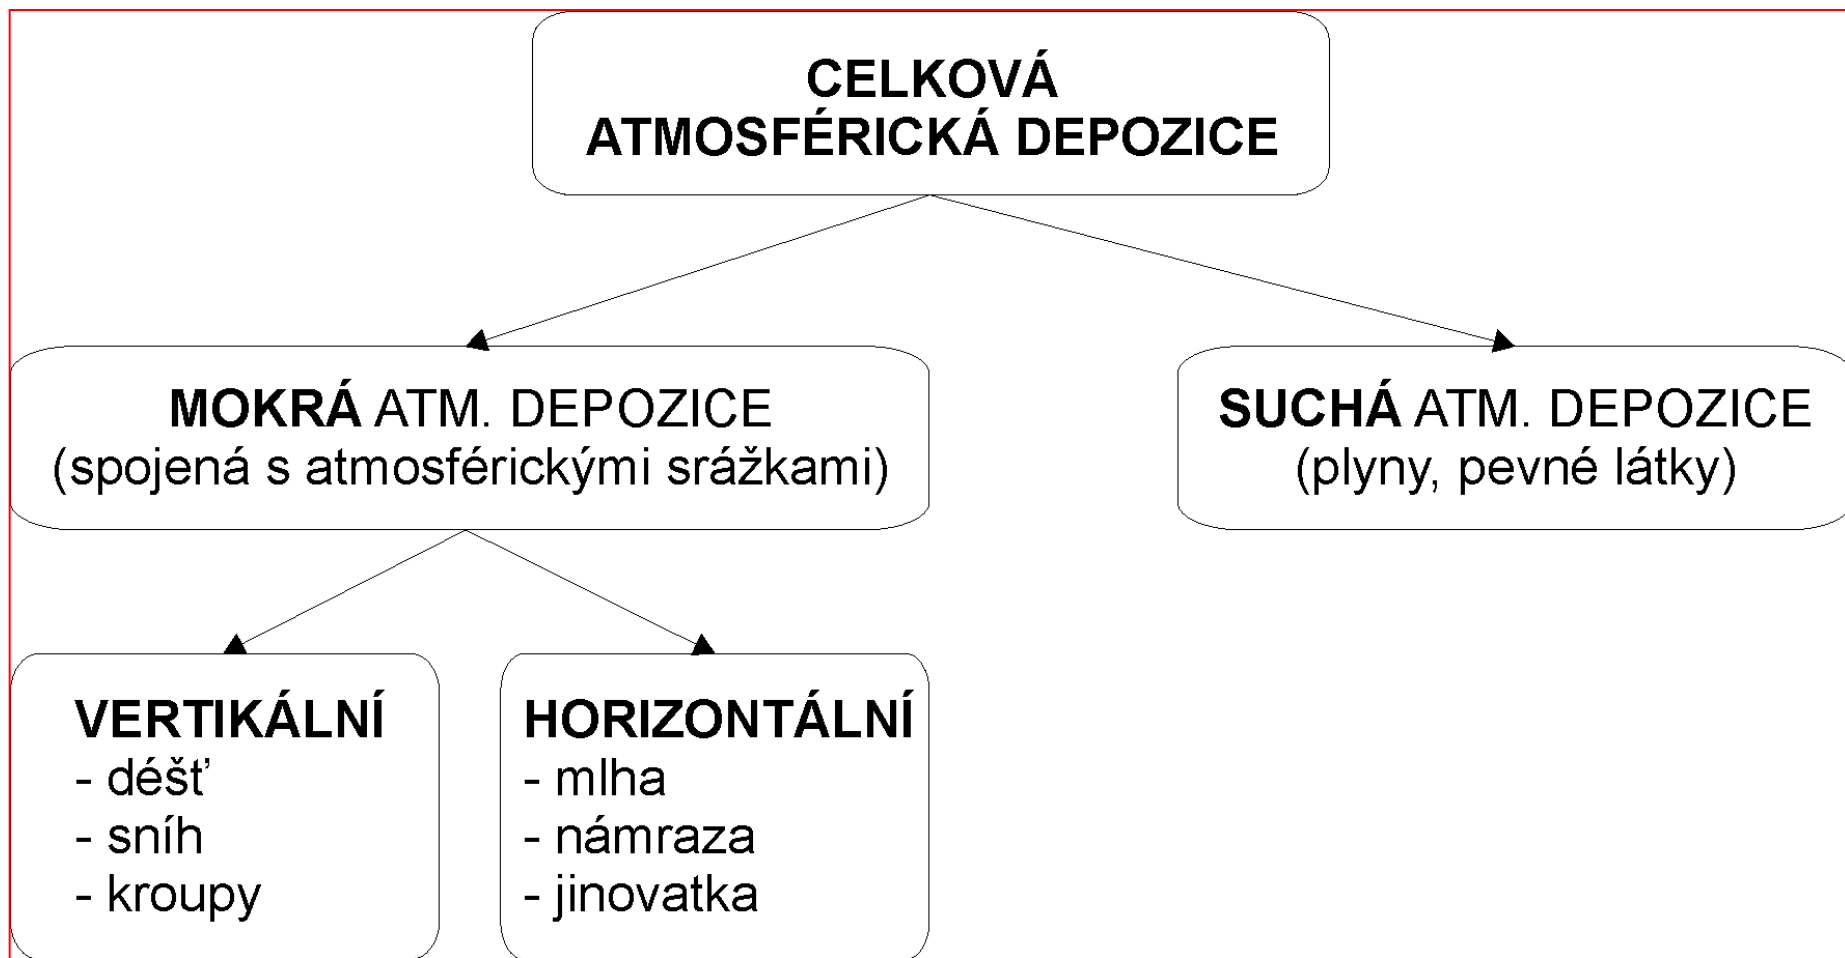 CELKOVÁ
ATMOSFÉRICKÁ DEPOZICE
MOKRÁ ATM. DEPOZICE
(spojená s atmosférickými srážkami)
SUCHÁ ATM. DEPOZICE
(plyny, pevné látky)
VERTIKÁLNÍ
- déšť
- sníh
- kroupy
HORIZONTÁLNÍ
- mlha
- námraza
- jinovatka